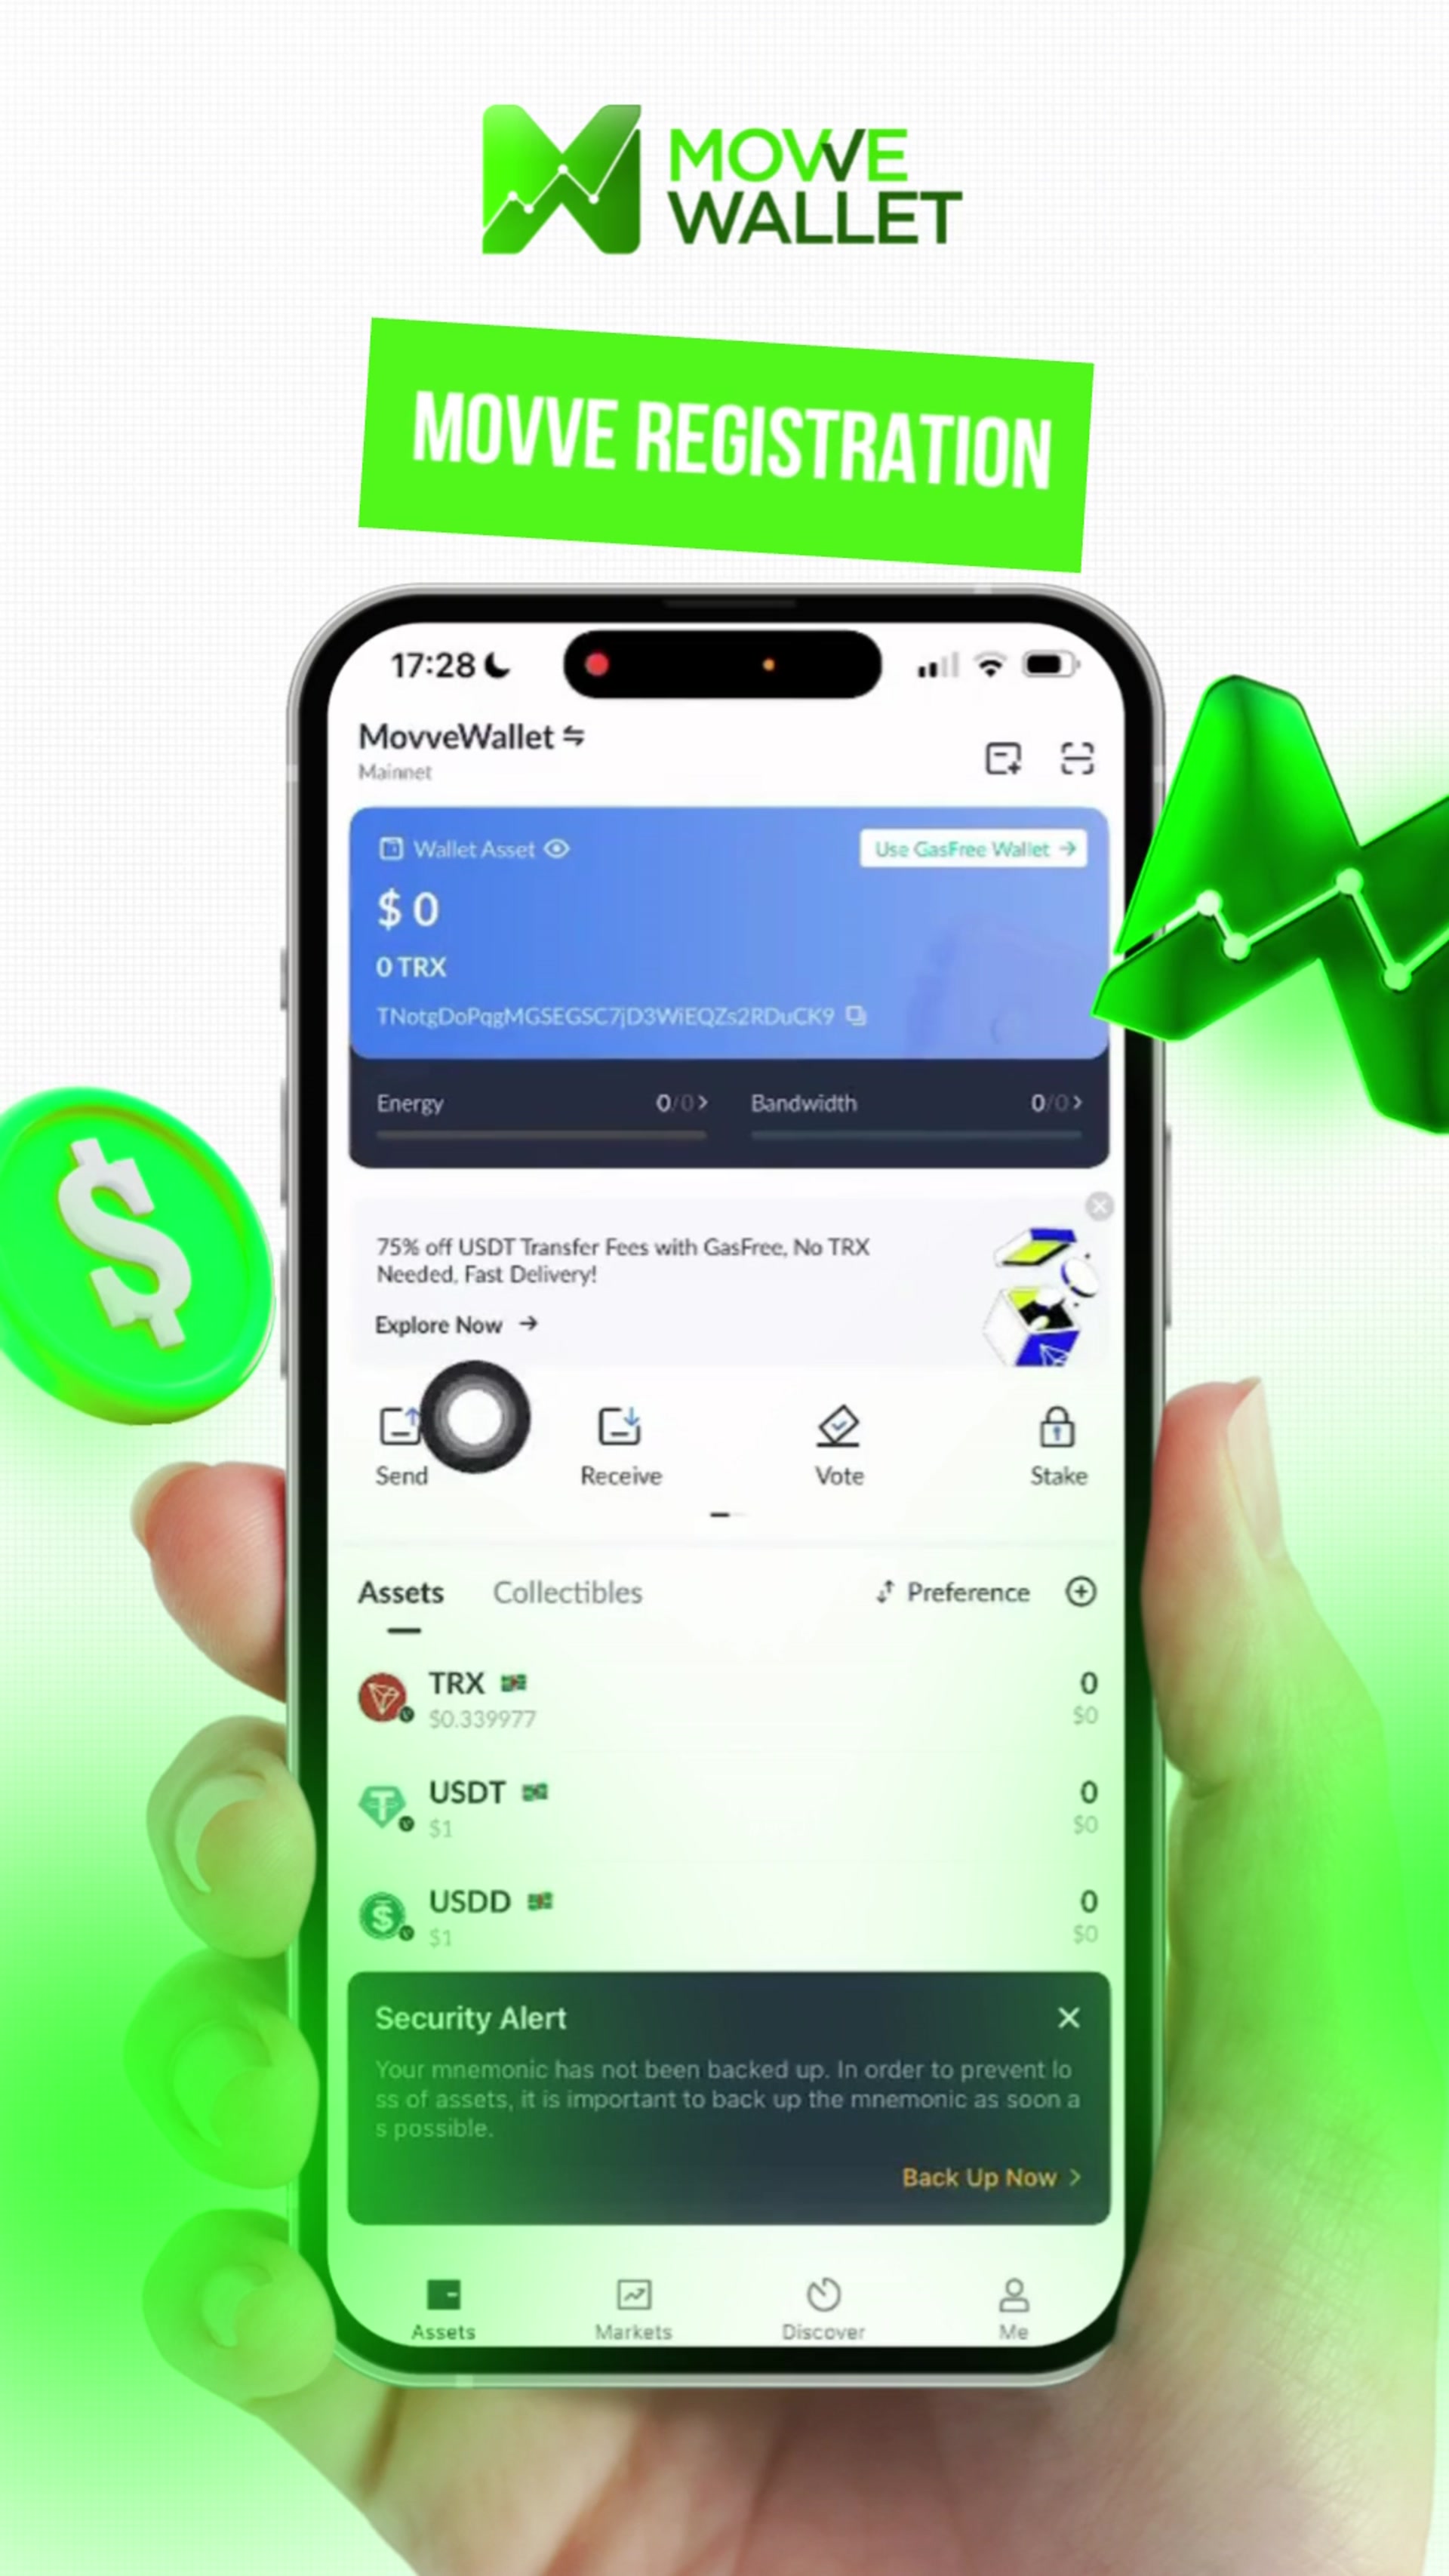 MOVVE
WALLET
MOVVE REGISTRATION
17:28
MovveWallet
Mainnet
Wallet Asset
Use GasFree Wallet
$ 0
0 TRX
TNotgDoPqgMGSEGSC7jD3WiEQZs2RDuCK9
Energy 0/0 Bandwidth 0/0
75% off USDT Transfer Fees with GasFree, No TRX
Needed, Fast Delivery!
Explore Now
Send Receive Vote Stake
Assets Collectibles Preference
TRX 0
$0.339977 $0
USDT 0
$1 $0
USDD 0
$1 $0
Security Alert
Your mnemonic has not been backed up. In order to prevent lo
ss of assets, it is important to back up the mnemonic as soon a
s possible.
Back Up Now
Assets Markets Discover Me